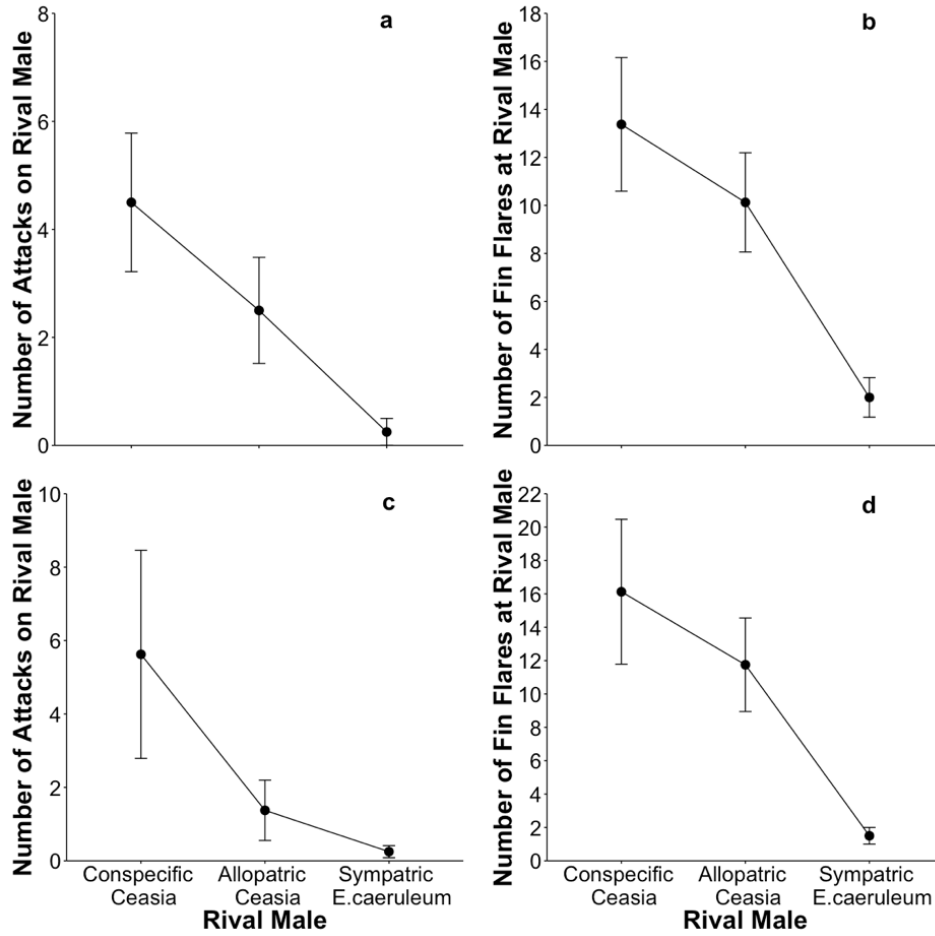 a
Number of Attacks on Rival Male
8
6
4
2
0
b
Number of Fin Flares at Rival Male
18
16
14
12
10
8
6
4
2
0
c
Number of Attacks on Rival Male
10
8
6
4
2
0
Conspecific Ceasia
Allopatric Ceasia
Sympatric E.caeruleum
Rival Male
d
Number of Fin Flares at Rival Male
22
20
18
16
14
12
10
8
6
4
2
0
Conspecific Ceasia
Allopatric Ceasia
Sympatric E.caeruleum
Rival Male